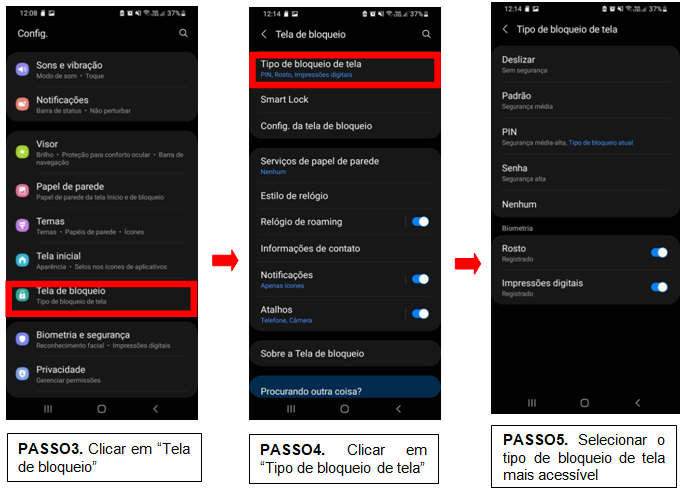 12:08
37%
Config.
Sons e vibração
Modo de som • Toque
Notificações
Barra de status • Não perturbar
Visor
Brilho • Proteção para conforto ocular • Barra de
navegação
Papel de parede
Papel de parede da tela Início e de bloqueio
Temas
Temas • Papéis de parede • Ícones
Tela inicial
Aparência • Selos nos ícones de aplicativos
Tela de bloqueio
Tipo de bloqueio de tela
Biometria e segurança
Reconhecimento facial • Impressões digitais
Privacidade
Gerenciar permissões
PASSO3. Clicar em “Tela
de bloqueio”
12:14
37%
Tela de bloqueio
Tipo de bloqueio de tela
PIN, Rosto, Impressões digitais
Smart Lock
Config. da tela de bloqueio
Serviços de papel de parede
Nenhum
Estilo de relógio
Relógio de roaming
Informações de contato
Notificações
Apenas ícones
Atalhos
Telefone, Câmera
Sobre a Tela de bloqueio
Procurando outra coisa?
PASSO4. Clicar em
“Tipo de bloqueio de tela”
12:14
37%
Tipo de bloqueio de tela
Deslizar
Sem segurança
Padrão
Segurança média
PIN
Segurança média-alta, Tipo de bloqueio atual
Senha
Segurança alta
Nenhum
Biometria
Rosto
Registrado
Impressões digitais
Registrado
PASSO5. Selecionar o
tipo de bloqueio de tela
mais acessível